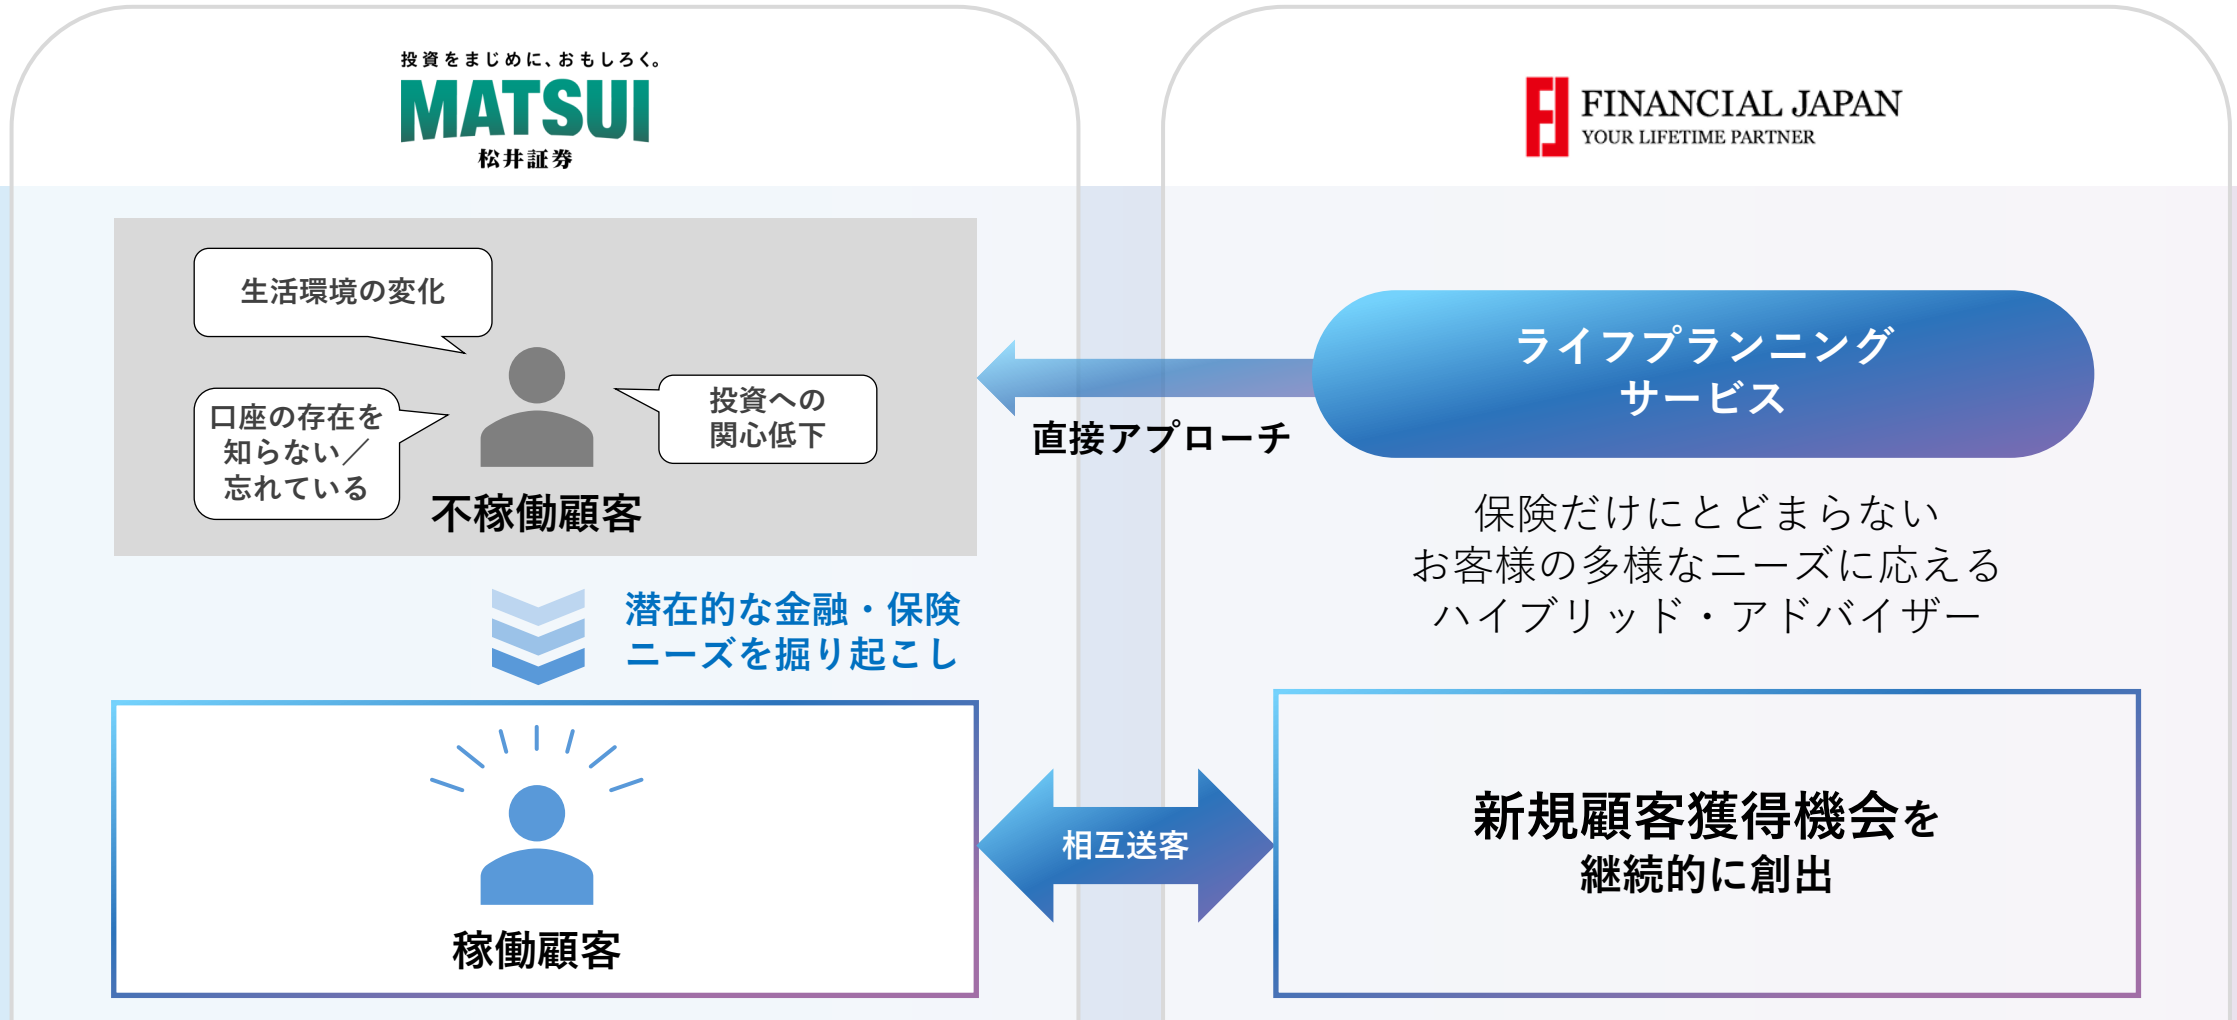 投資をまじめに、おもしろく。
MATSUI
松井証券
生活環境の変化
口座の存在を
知らない／
忘れている
投資への
関心低下
不稼働顧客
潜在的な金融・保険
ニーズを掘り起こし
稼働顧客
直接アプローチ
相互送客
FINANCIAL JAPAN
YOUR LIFETIME PARTNER
ライフプランニング
サービス
保険だけにとどまらない
お客様の多様なニーズに応える
ハイブリッド・アドバイザー
新規顧客獲得機会を
継続的に創出